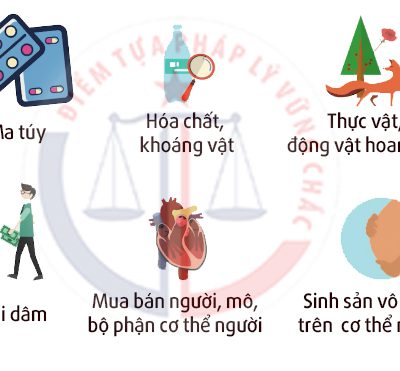 ĐIỂM TỰA PHÁP LÝ VỮNG CHẮC
Ma túy
Hóa chất,
khoáng vật
Thực vật,
động vật hoan
i dâm
Mua bán người, mô,
bộ phận cơ thể người
Sinh sản vô
trên cơ thể n